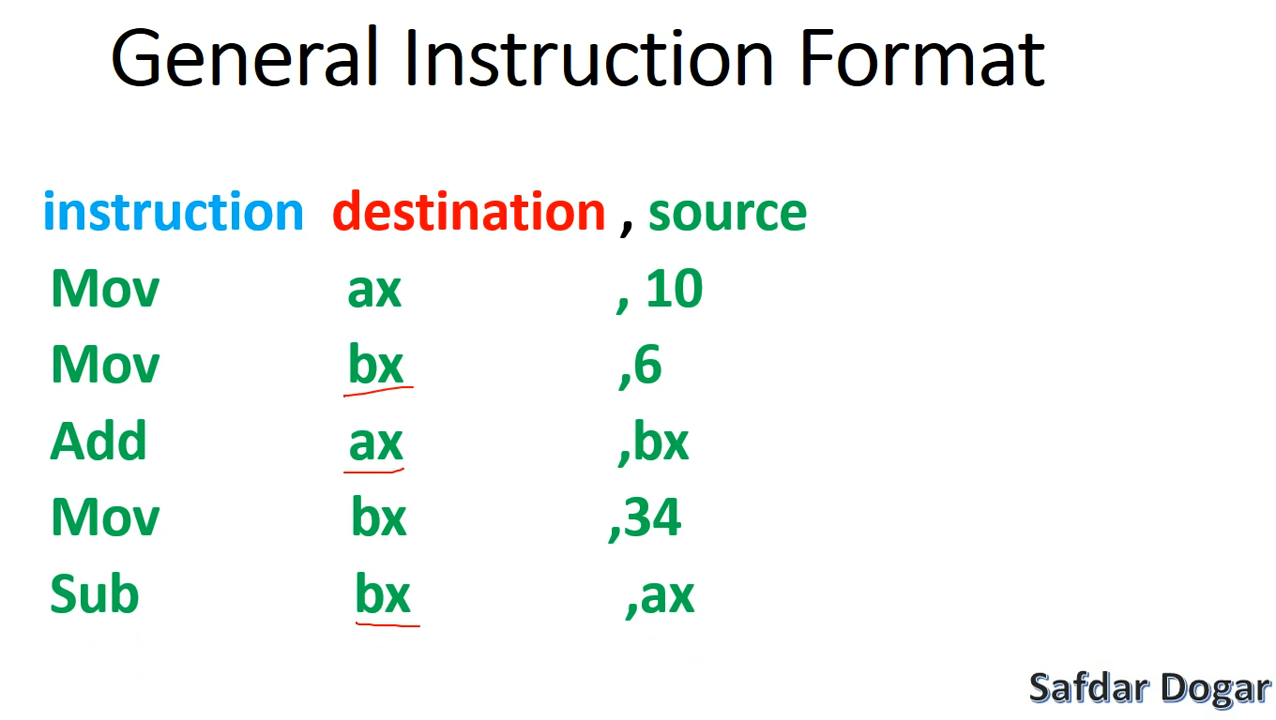 General Instruction Format
instruction destination , source
Mov ax , 10
Mov bx ,6
Add ax ,bx
Mov bx ,34
Sub bx ,ax
Safdar Dogar